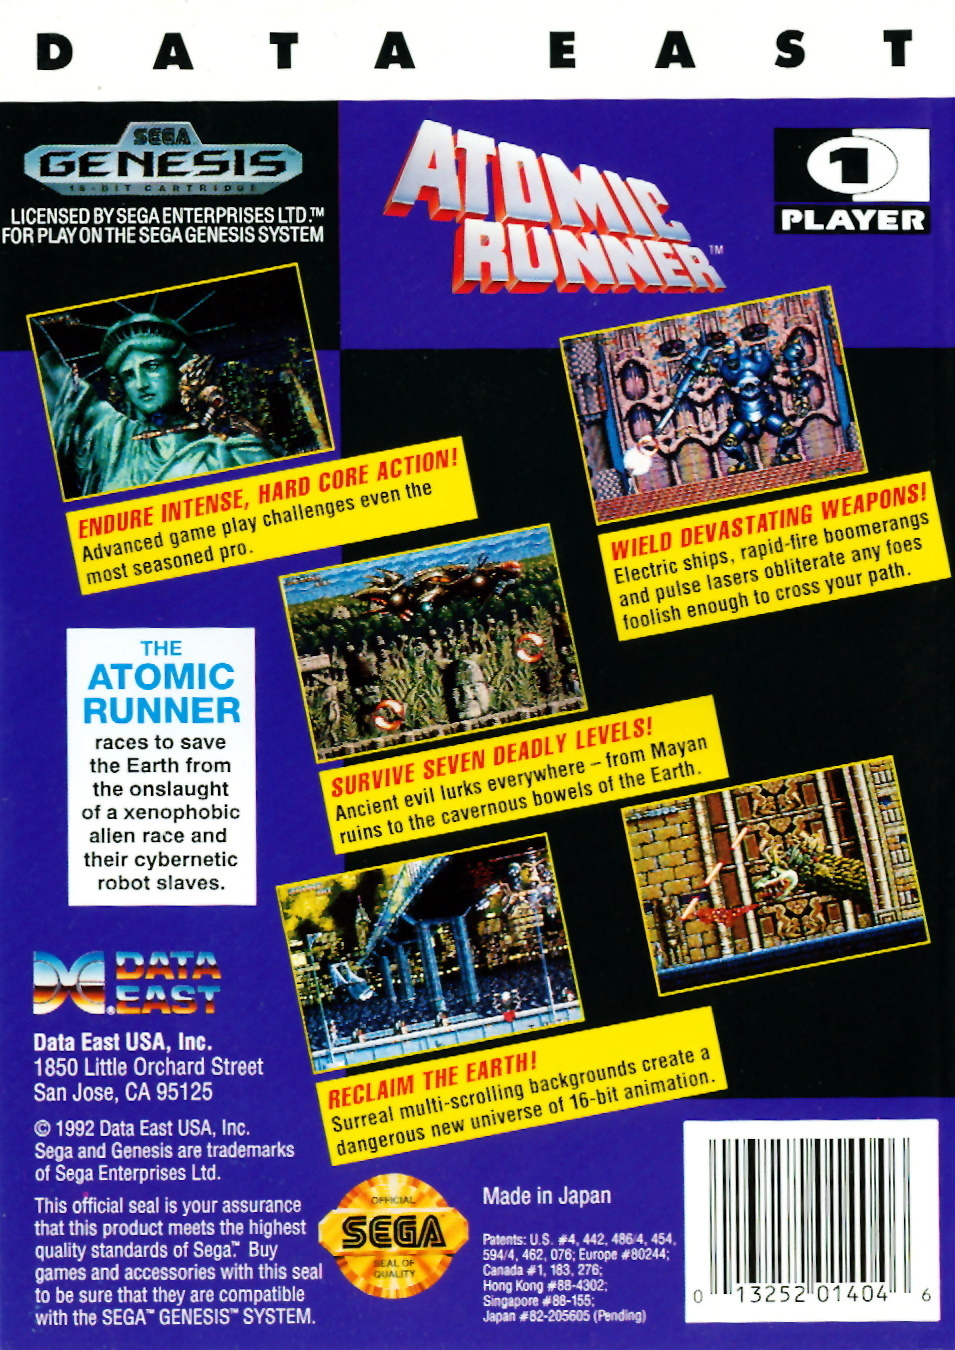 DATA EAST
SEGA
GENESIS
16-BIT CARTRIDGE
LICENSED BY SEGA ENTERPRISES LTD.™
FOR PLAY ON THE SEGA GENESIS SYSTEM
ATOMIC
RUNNER™
1
PLAYER
ENDURE INTENSE, HARD CORE ACTION!
Advanced game play challenges even the
most seasoned pro.
WIELD DEVASTATING WEAPONS!
Electric ships, rapid-fire boomerangs
and pulse lasers obliterate any foes
foolish enough to cross your path.
THE
ATOMIC
RUNNER
races to save
the Earth from
the onslaught
of a xenophobic
alien race and
their cybernetic
robot slaves.
SURVIVE SEVEN DEADLY LEVELS!
Ancient evil lurks everywhere – from Mayan
ruins to the cavernous bowels of the Earth.
RECLAIM THE EARTH!
Surreal multi-scrolling backgrounds create a
dangerous new universe of 16-bit animation.
DATA
EAST®
Data East USA, Inc.
1850 Little Orchard Street
San Jose, CA 95125
© 1992 Data East USA, Inc.
Sega and Genesis are trademarks
of Sega Enterprises Ltd.
This official seal is your assurance
that this product meets the highest
quality standards of Sega.™ Buy
games and accessories with this seal
to be sure that they are compatible
with the SEGA™ GENESIS™ SYSTEM.
OFFICIAL
SEGA
SEAL OF
QUALITY
Made in Japan
Patents: U.S. #4, 442, 486/4, 454,
594/4, 462, 076; Europe #80244;
Canada #1, 183, 276;
Hong Kong #88-4302;
Singapore #88-155;
Japan #82-205605 (Pending)
0 13252 01404 6